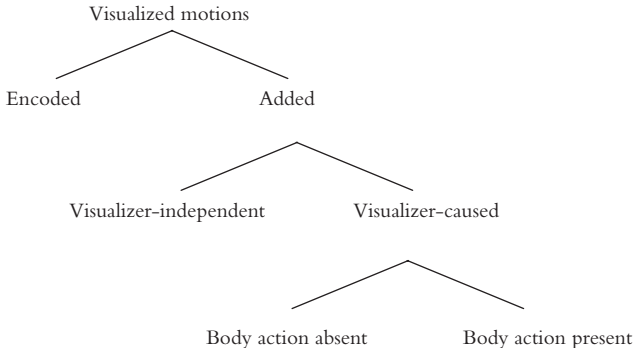 Visualized motions
Encoded Added
Visualizer-independent Visualizer-caused
Body action absent Body action present